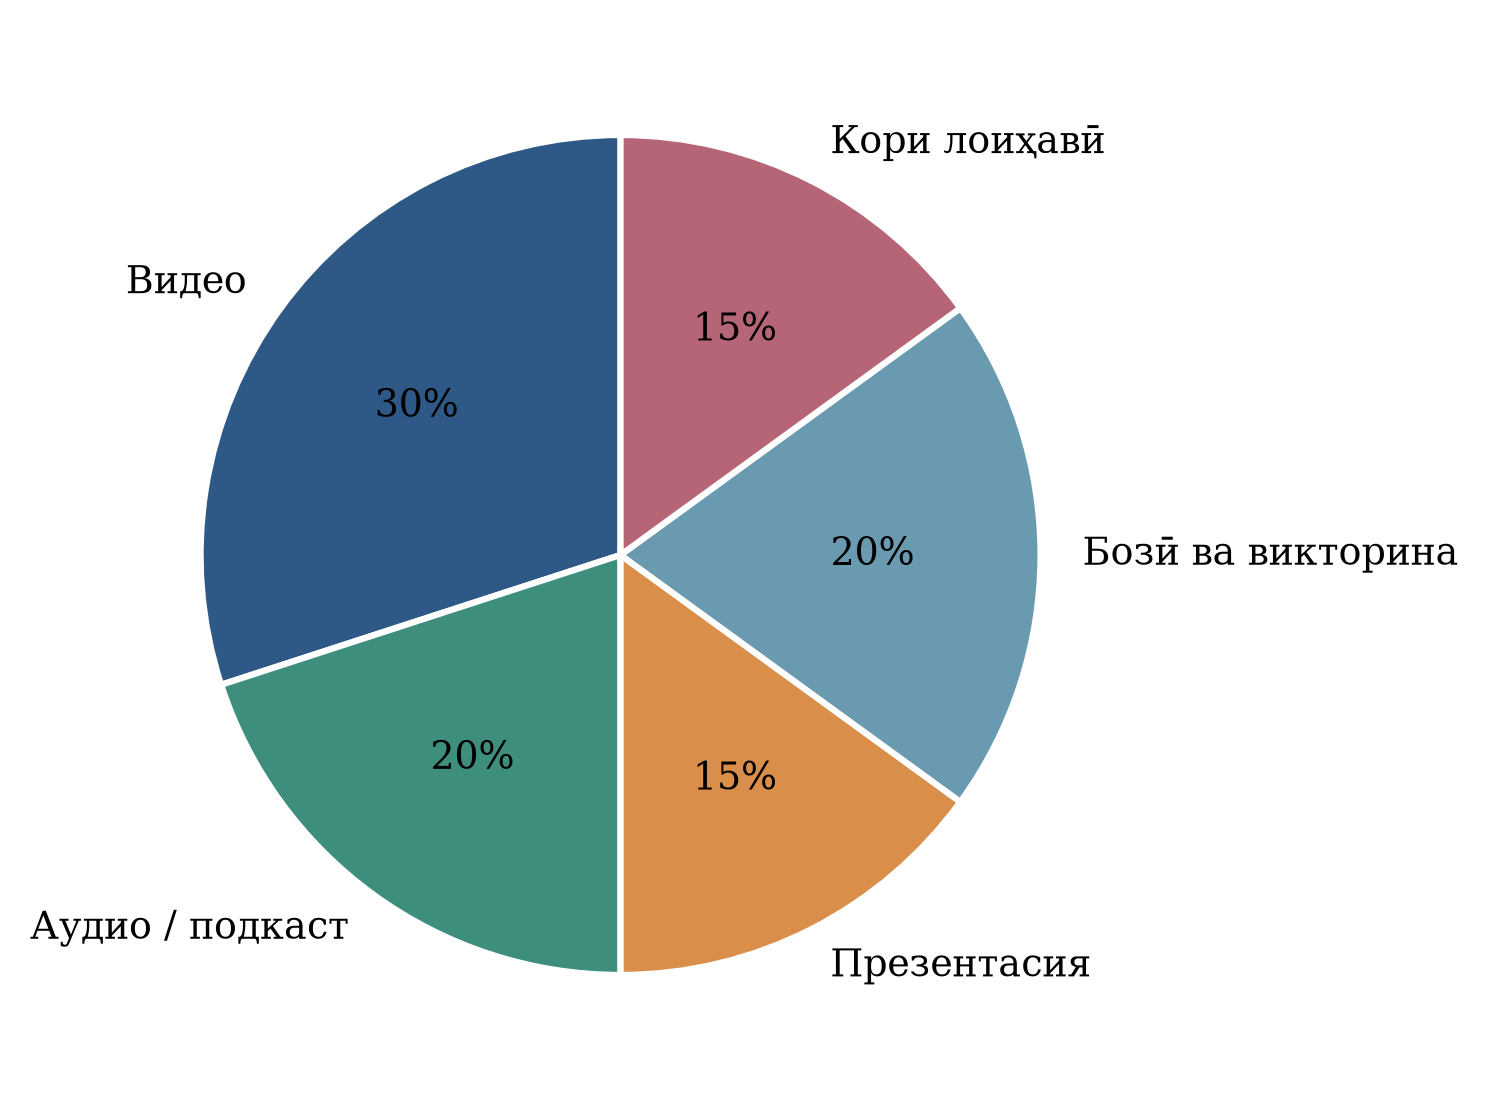 Кори лоиҳавӣ
Видео
15%
30%
Бозӣ ва викторина
20%
20%
15%
Аудио / подкаст
Презентасия